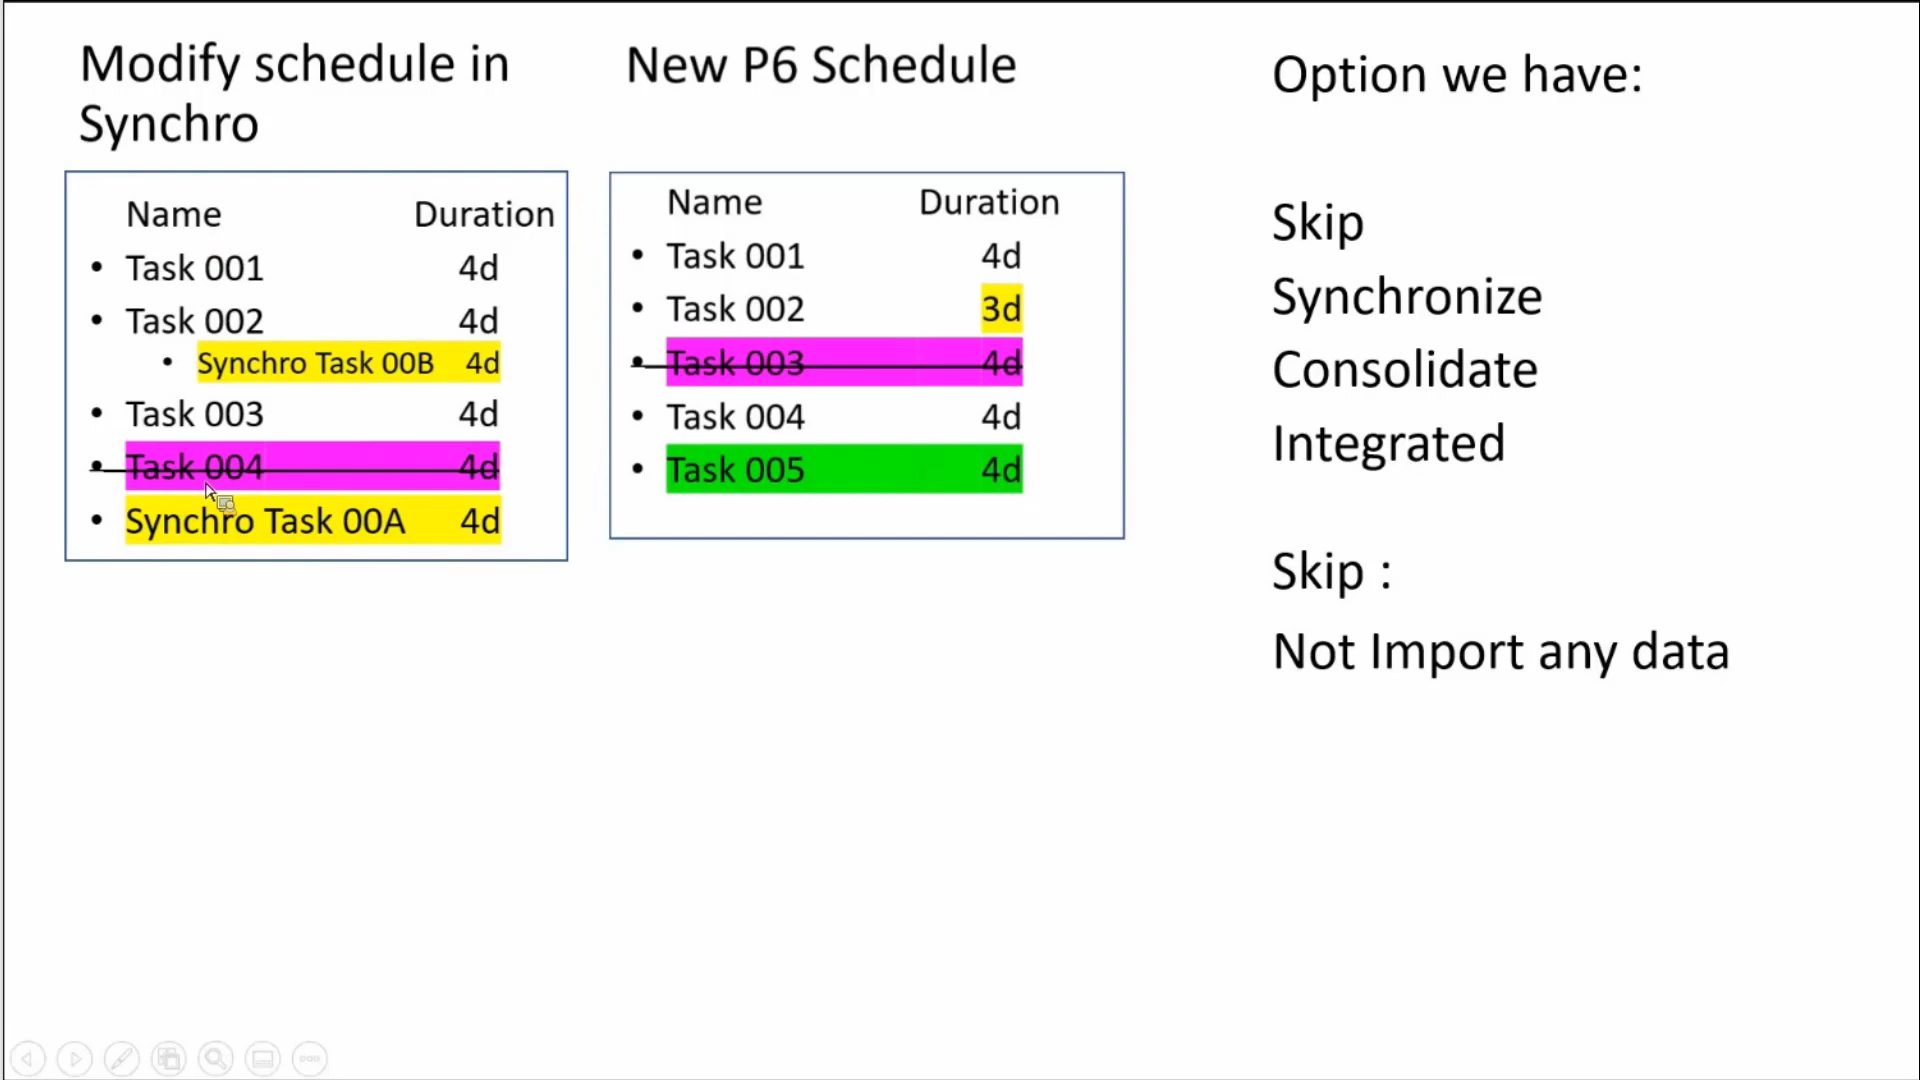 Modify schedule in
Synchro
Name Duration
• Task 001 4d
• Task 002 4d
• Synchro Task 00B 4d
• Task 003 4d
• Task 004 4d
• Synchro Task 00A 4d
New P6 Schedule
Name Duration
• Task 001 4d
• Task 002 3d
• Task 003 4d
• Task 004 4d
• Task 005 4d
Option we have:
Skip
Synchronize
Consolidate
Integrated
Skip :
Not Import any data